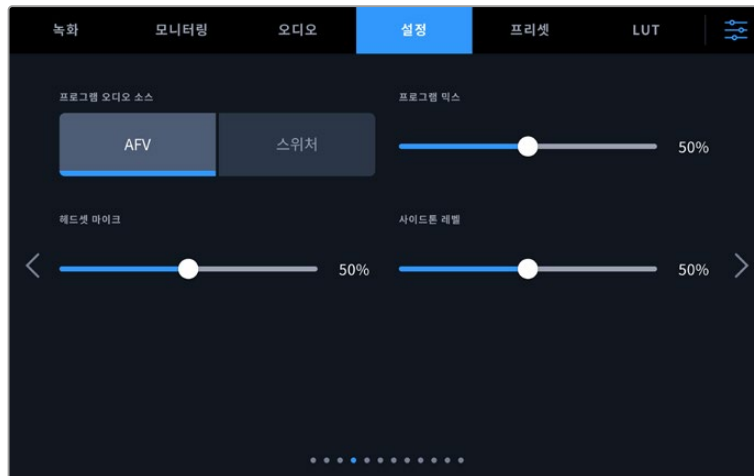 녹화 모니터링 오디오 설정 프리셋 LUT
프로그램 오디오 소스 프로그램 믹스
AFV 스위처 50%
헤드셋 마이크 사이드톤 레벨
50% 50%